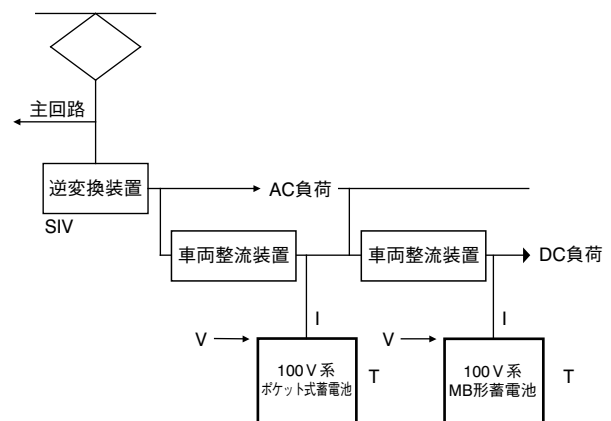 主回路
逆変換装置
SIV
AC負荷
車両整流装置
車両整流装置
DC負荷
I
I
V
V
100V系
ポケット式蓄電池
T
100V系
MB形蓄電池
T